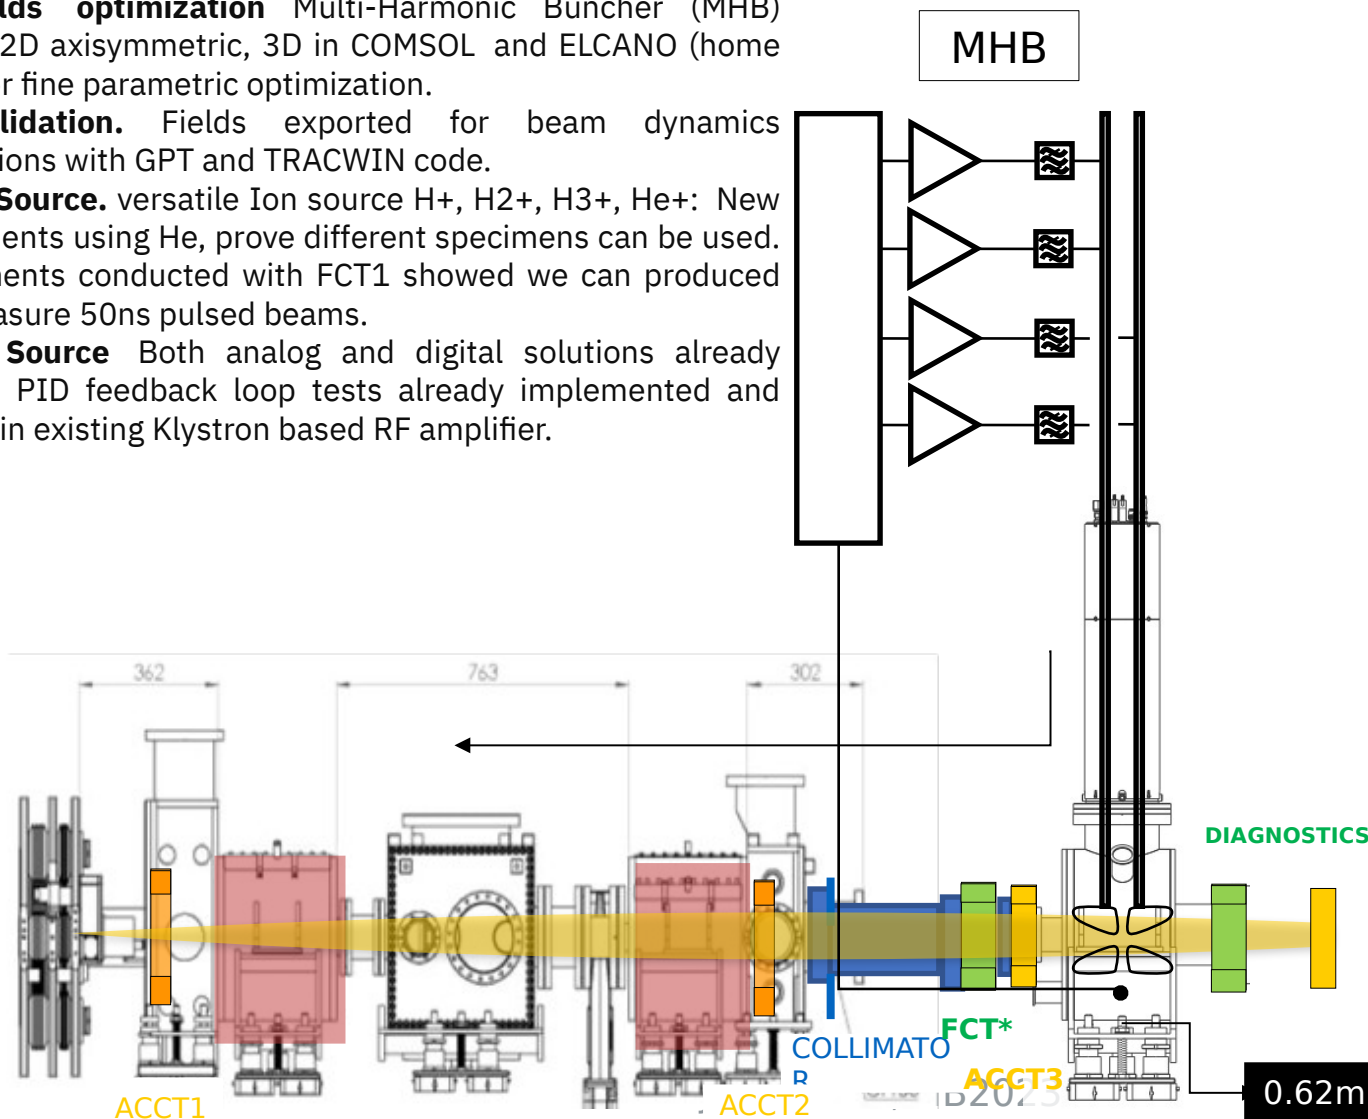 lds optimization Multi-Harmonic Buncher (MHB)
2D axisymmetric, 3D in COMSOL and ELCANO (home
r fine parametric optimization.
lidation. Fields exported for beam dynamics
ions with GPT and TRACWIN code.
Source. versatile Ion source H+, H2+, H3+, He+: New
ents using He, prove different specimens can be used.
nents conducted with FCT1 showed we can produced
asure 50ns pulsed beams.
Source Both analog and digital solutions already
PID feedback loop tests already implemented and
in existing Klystron based RF amplifier.
MHB
362
763
302
DIAGNOSTICS
FCT*
COLLIMATO
R
ACCT3
B2023
0.62m
ACCT1
ACCT2